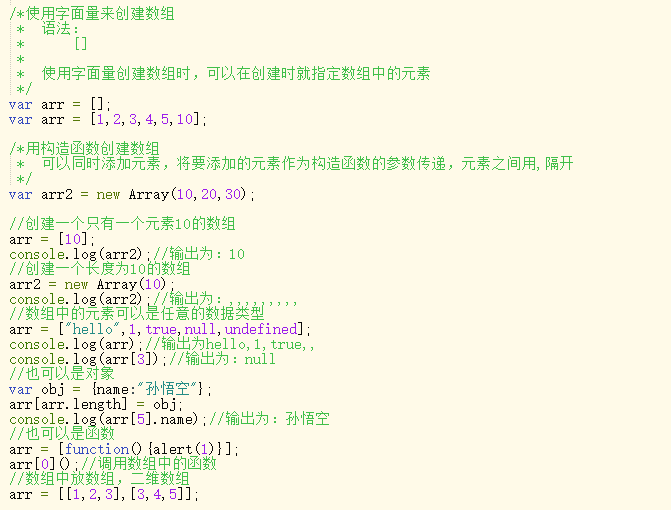 /*使用字面量来创建数组
 *  语法:
 *     []
 *
 *  使用字面量创建数组时，可以在创建时就指定数组中的元素
 */
var arr = [];
var arr = [1,2,3,4,5,10];

/*用构造函数创建数组
 *  可以同时添加元素，将要添加的元素作为构造函数的参数传递，元素之间用,隔开
 */
var arr2 = new Array(10,20,30);

//创建一个只有一个元素10的数组
arr = [10];
console.log(arr2);//输出为：10
//创建一个长度为10的数组
arr2 = new Array(10);
console.log(arr2);//输出为：,,,,,,,,,
//数组中的元素可以是任意的数据类型
arr = ["hello",1,true,null,undefined];
console.log(arr);//输出为hello,1,true,,
console.log(arr[3]);//输出为：null
//也可以是对象
var obj = {name:"孙悟空"};
arr[arr.length] = obj;
console.log(arr[5].name);//输出为：孙悟空
//也可以是函数
arr = [function(){alert(1)}];
arr[0]();//调用数组中的函数
//数组中放数组，二维数组
arr = [[1,2,3],[3,4,5]];